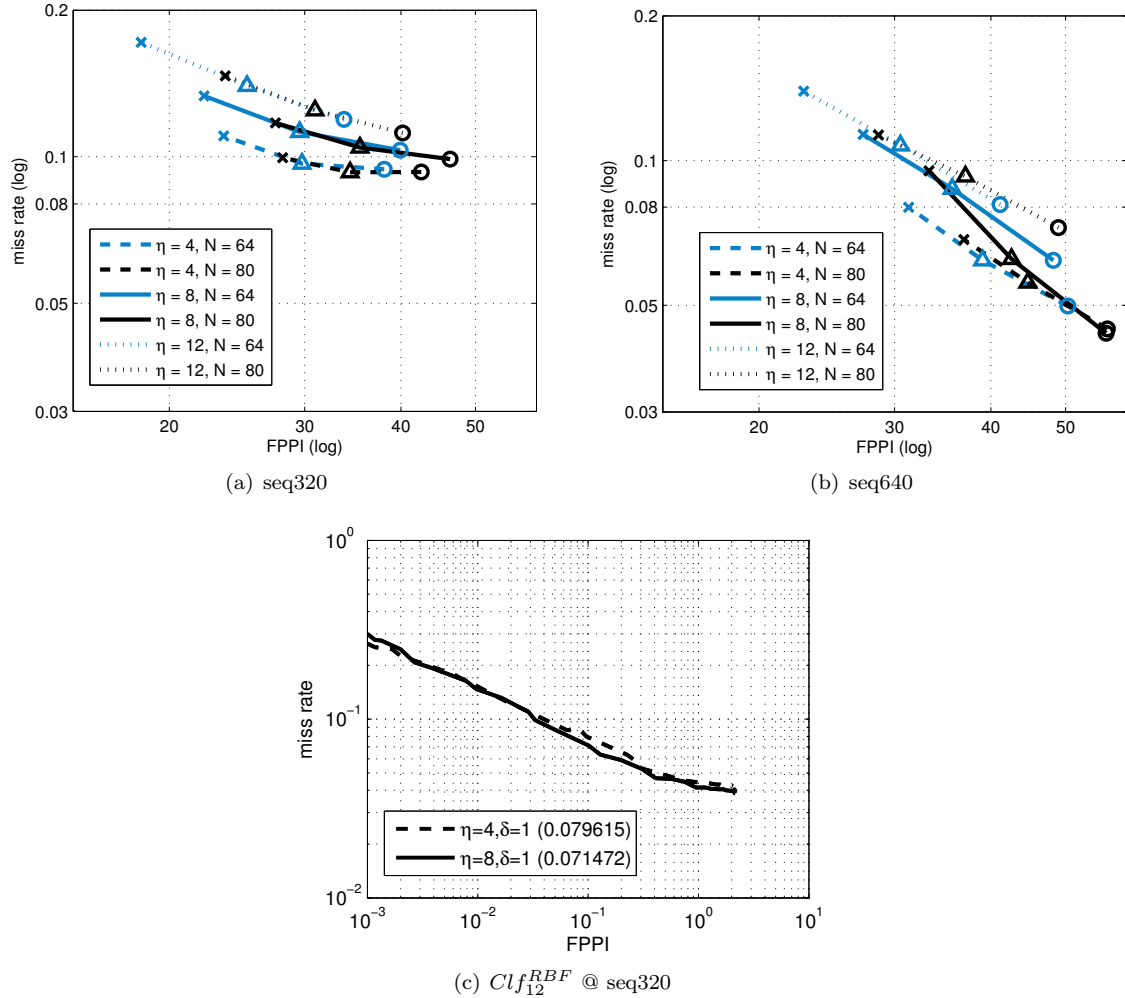 0.2
0.1
0.08
0.05
0.03
miss rate (log)
η = 4, N = 64
η = 4, N = 80
η = 8, N = 64
η = 8, N = 80
η = 12, N = 64
η = 12, N = 80
20 30 40 50
FPPI (log)
(a) seq320
0.2
0.1
0.08
0.05
0.03
miss rate (log)
η = 4, N = 64
η = 4, N = 80
η = 8, N = 64
η = 8, N = 80
η = 12, N = 64
η = 12, N = 80
20 30 40 50
FPPI (log)
(b) seq640
10^0
10^-1
10^-2
miss rate
η=4,δ=1 (0.079615)
η=8,δ=1 (0.071472)
10^-3 10^-2 10^-1 10^0 10^1
FPPI
(c) Clf_12^RBF @ seq320